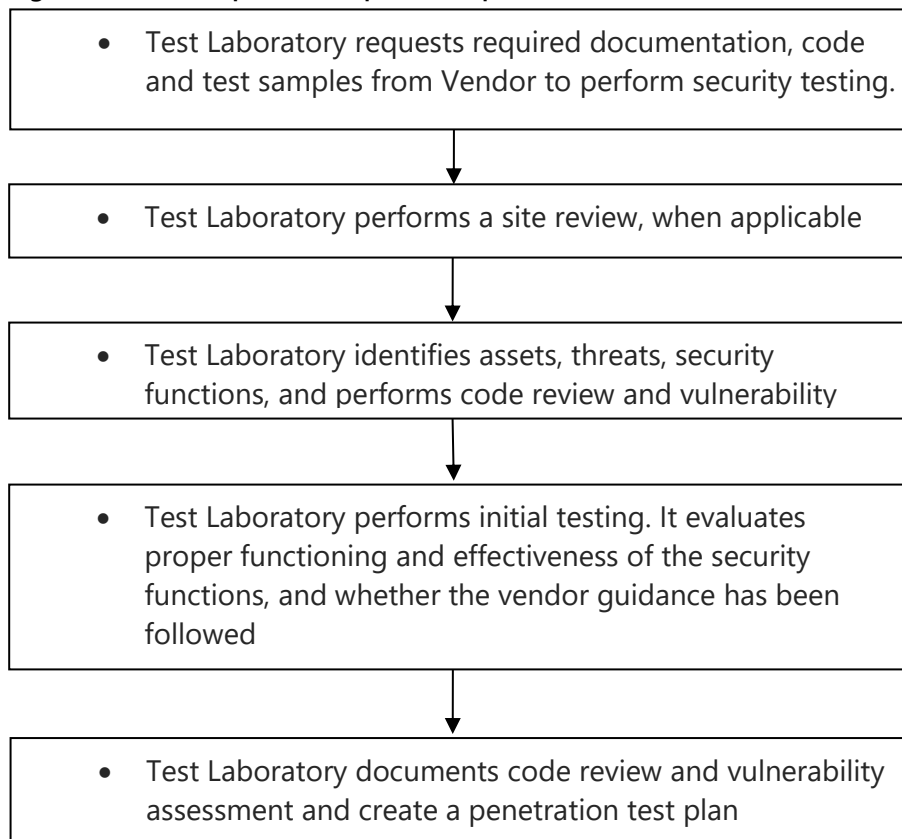 • Test Laboratory requests required documentation, code
and test samples from Vendor to perform security testing.
• Test Laboratory performs a site review, when applicable
• Test Laboratory identifies assets, threats, security
functions, and performs code review and vulnerability
• Test Laboratory performs initial testing. It evaluates
proper functioning and effectiveness of the security
functions, and whether the vendor guidance has been
followed
• Test Laboratory documents code review and vulnerability
assessment and create a penetration test plan